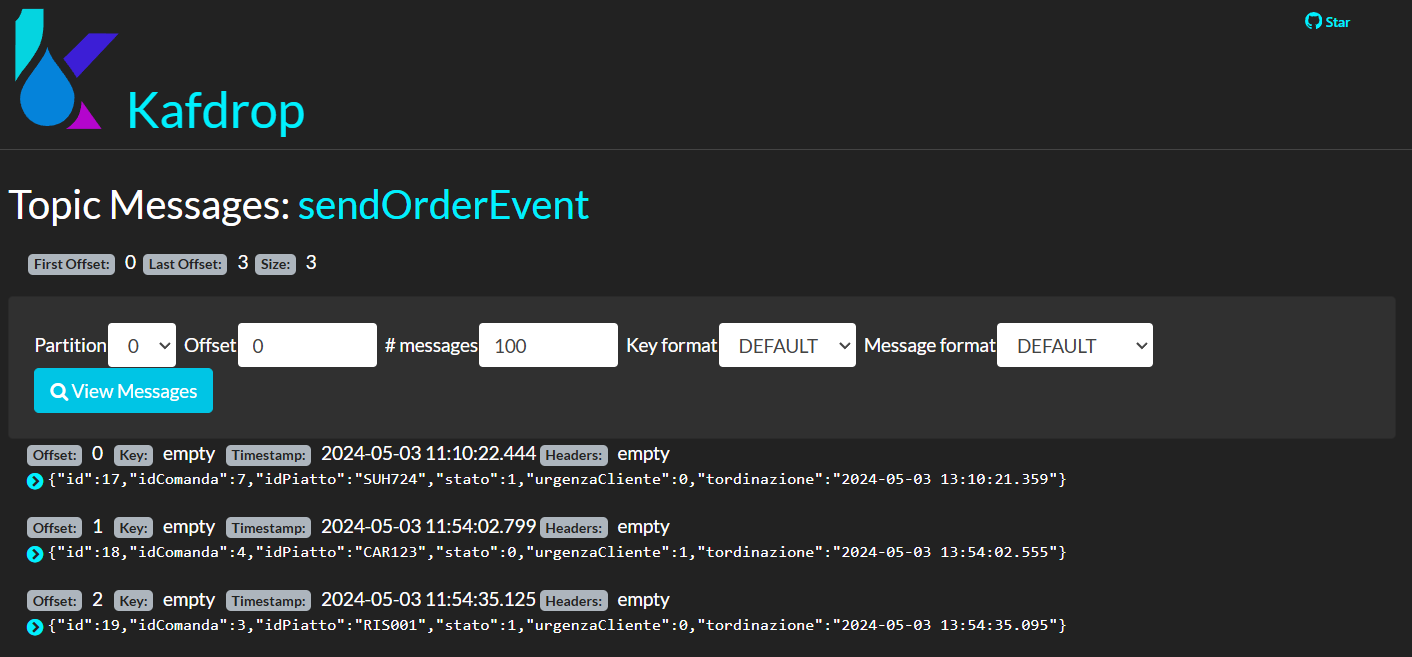 Star
Kafdrop
Topic Messages: sendOrderEvent
First Offset: 0 Last Offset: 3 Size: 3
Partition 0 Offset 0 # messages 100 Key format DEFAULT Message format DEFAULT
View Messages
Offset: 0 Key: empty Timestamp: 2024-05-03 11:10:22.444 Headers: empty
{"id":17,"idComanda":7,"idPiatto":"SUH724","stato":1,"urgenzaCliente":0,"tordinazione":"2024-05-03 13:10:21.359"}
Offset: 1 Key: empty Timestamp: 2024-05-03 11:54:02.799 Headers: empty
{"id":18,"idComanda":4,"idPiatto":"CAR123","stato":0,"urgenzaCliente":1,"tordinazione":"2024-05-03 13:54:02.555"}
Offset: 2 Key: empty Timestamp: 2024-05-03 11:54:35.125 Headers: empty
{"id":19,"idComanda":3,"idPiatto":"RIS001","stato":1,"urgenzaCliente":0,"tordinazione":"2024-05-03 13:54:35.095"}